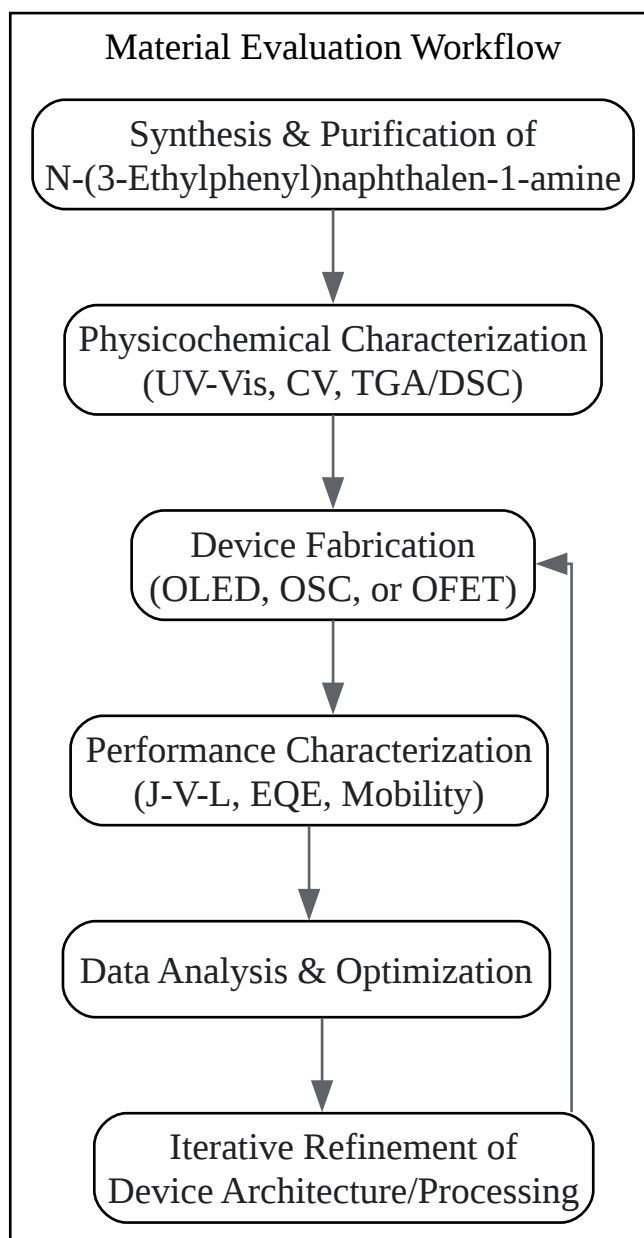 Material Evaluation Workflow
Synthesis & Purification of
N-(3-Ethylphenyl)naphthalen-1-amine
Physicochemical Characterization
(UV-Vis, CV, TGA/DSC)
Device Fabrication
(OLED, OSC, or OFET)
Performance Characterization
(J-V-L, EQE, Mobility)
Data Analysis & Optimization
Iterative Refinement of
Device Architecture/Processing